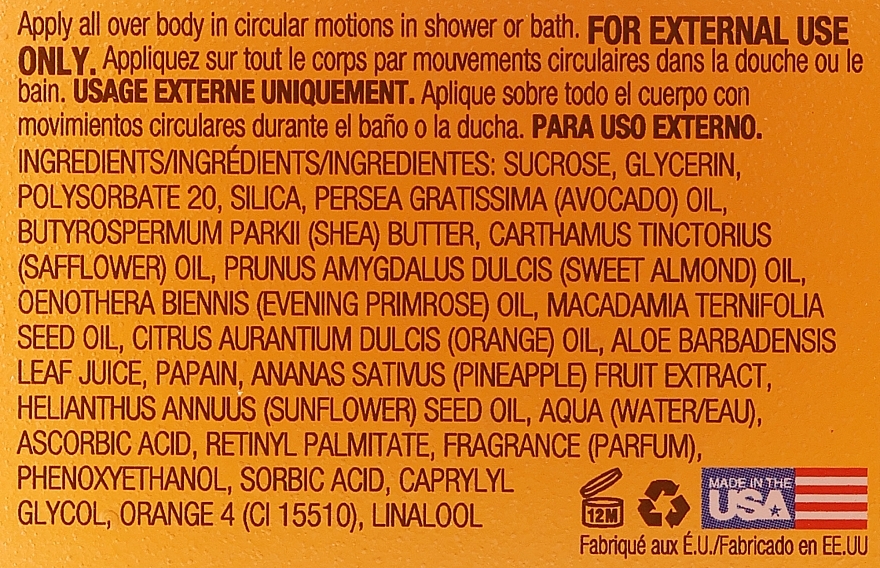 Apply all over body in circular motions in shower or bath. FOR EXTERNAL USE
ONLY. Appliquez sur tout le corps par mouvements circulaires dans la douche ou le
bain. USAGE EXTERNE UNIQUEMENT. Aplique sobre todo el cuerpo con
movimientos circulares durante el baño o la ducha. PARA USO EXTERNO.
INGREDIENTS/INGRÉDIENTS/INGREDIENTES: SUCROSE, GLYCERIN,
POLYSORBATE 20, SILICA, PERSEA GRATISSIMA (AVOCADO) OIL,
BUTYROSPERMUM PARKII (SHEA) BUTTER, CARTHAMUS TINCTORIUS
(SAFFLOWER) OIL, PRUNUS AMYGDALUS DULCIS (SWEET ALMOND) OIL,
OENOTHERA BIENNIS (EVENING PRIMROSE) OIL, MACADAMIA TERNIFOLIA
SEED OIL, CITRUS AURANTIUM DULCIS (ORANGE) OIL, ALOE BARBADENSIS
LEAF JUICE, PAPAIN, ANANAS SATIVUS (PINEAPPLE) FRUIT EXTRACT,
HELIANTHUS ANNUUS (SUNFLOWER) SEED OIL, AQUA (WATER/EAU),
ASCORBIC ACID, RETINYL PALMITATE, FRAGRANCE (PARFUM),
PHENOXYETHANOL, SORBIC ACID, CAPRYLYL
GLYCOL, ORANGE 4 (CI 15510), LINALOOL
12M
MADE IN THE
USA
Fabriqué aux É.U./Fabricado en EE.UU